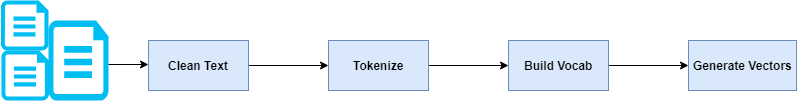 Clean Text
Tokenize
Build Vocab
Generate Vectors